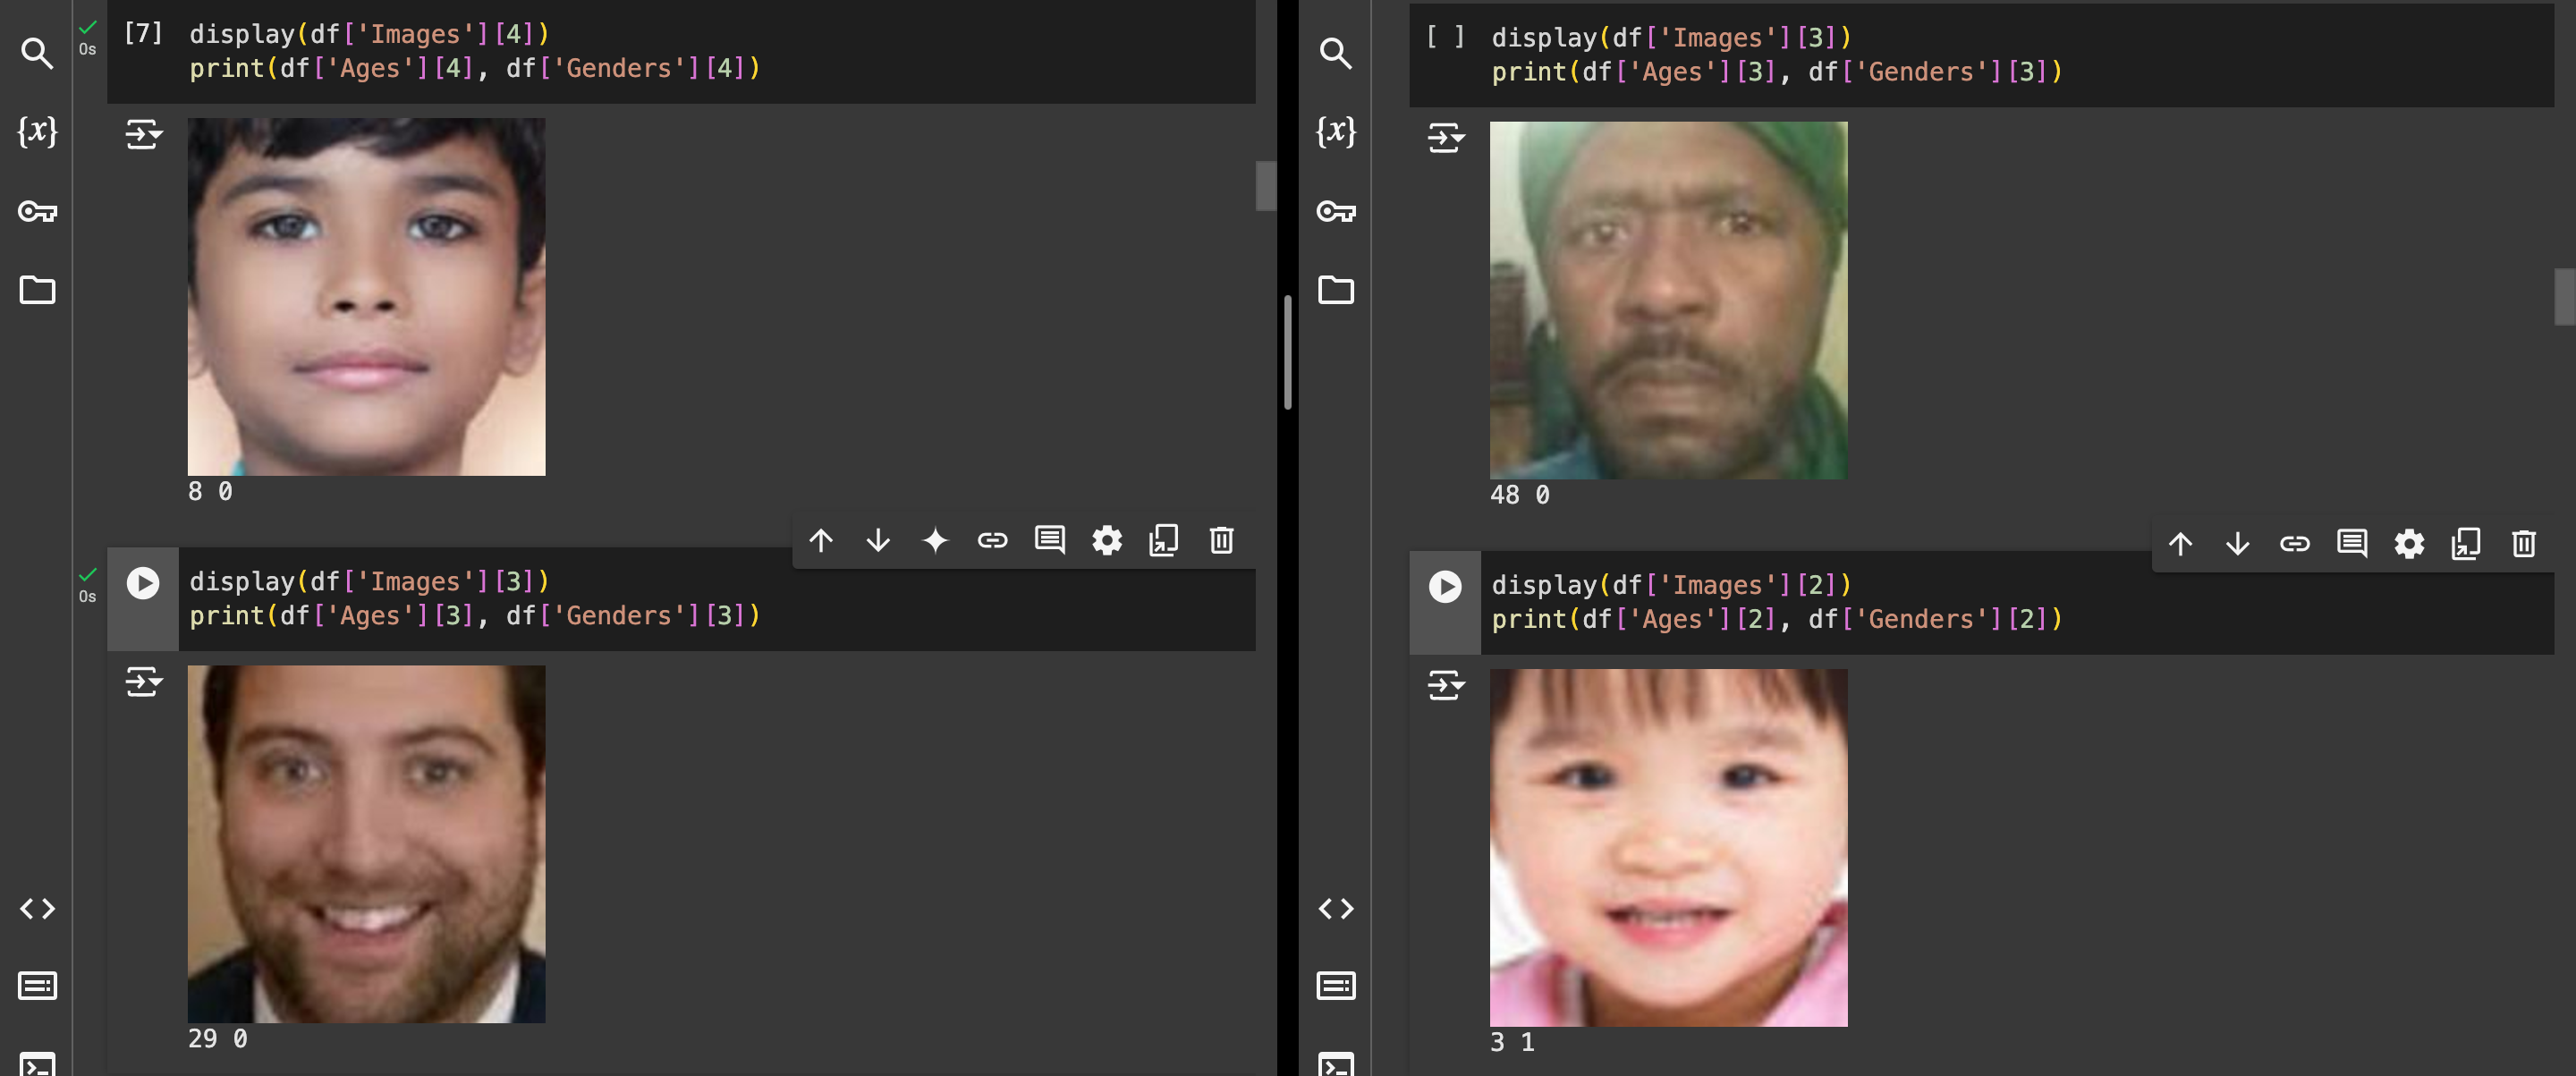 0s
[7]
display(df['Images'][4])
print(df['Ages'][4], df['Genders'][4])
{x}
8 0
0s
display(df['Images'][3])
print(df['Ages'][3], df['Genders'][3])
29 0
[ ]
display(df['Images'][3])
print(df['Ages'][3], df['Genders'][3])
{x}
48 0
display(df['Images'][2])
print(df['Ages'][2], df['Genders'][2])
3 1